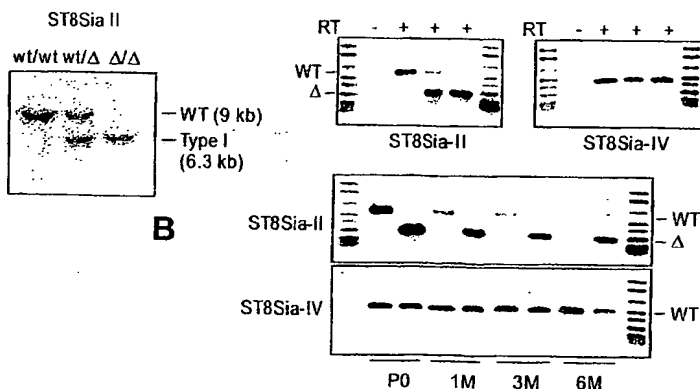 ST8Sia II
wt/wt wt/Δ Δ/Δ
WT (9 kb)
Type I
(6.3 kb)
B
RT - + + +
WT
Δ
ST8Sia-II
RT - + + +
ST8Sia-IV
ST8Sia-II
WT
Δ
ST8Sia-IV
WT
P0 1M 3M 6M